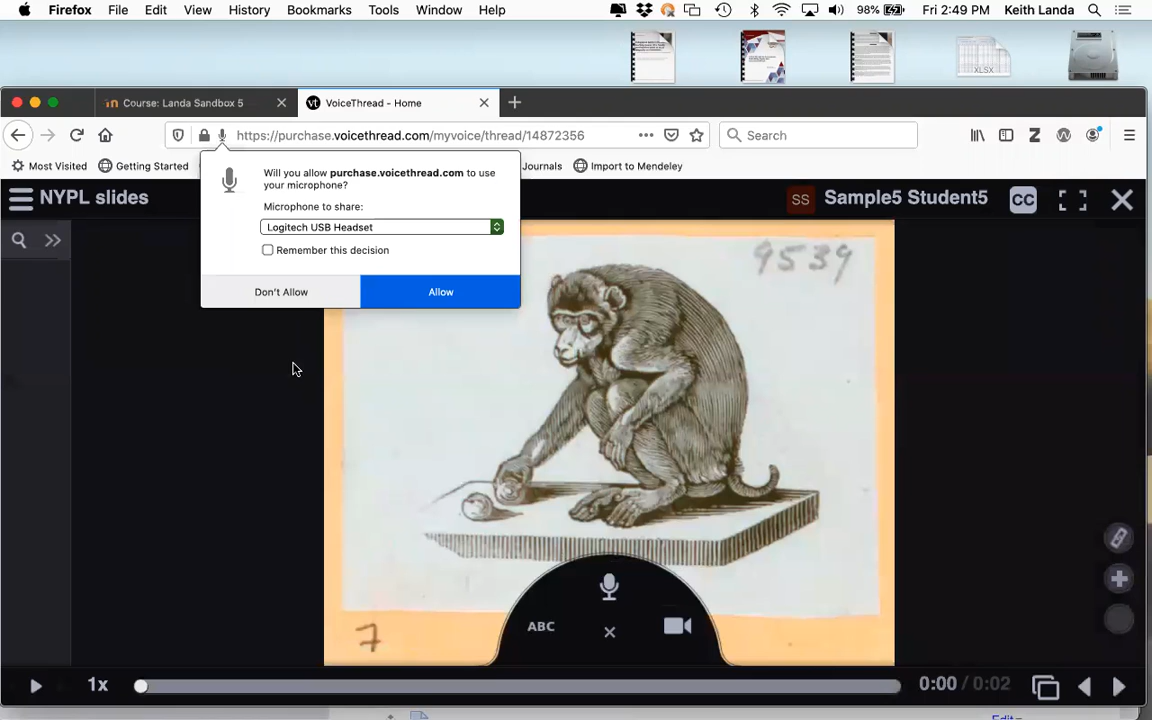 Firefox File Edit View History Bookmarks Tools Window Help 98% Fri 2:49 PM Keith Landa
XLSX
Course: Landa Sandbox 5
VoiceThread - Home
https://purchase.voicethread.com/myvoice/thread/14872356
Search
Most Visited Getting Started Journals Import to Mendeley
Will you allow purchase.voicethread.com to use
your microphone?
Microphone to share:
Logitech USB Headset
Remember this decision
Don't Allow
Allow
NYPL slides
SS Sample5 Student5 CC
9539
ABC
7
1x 0:00 / 0:02